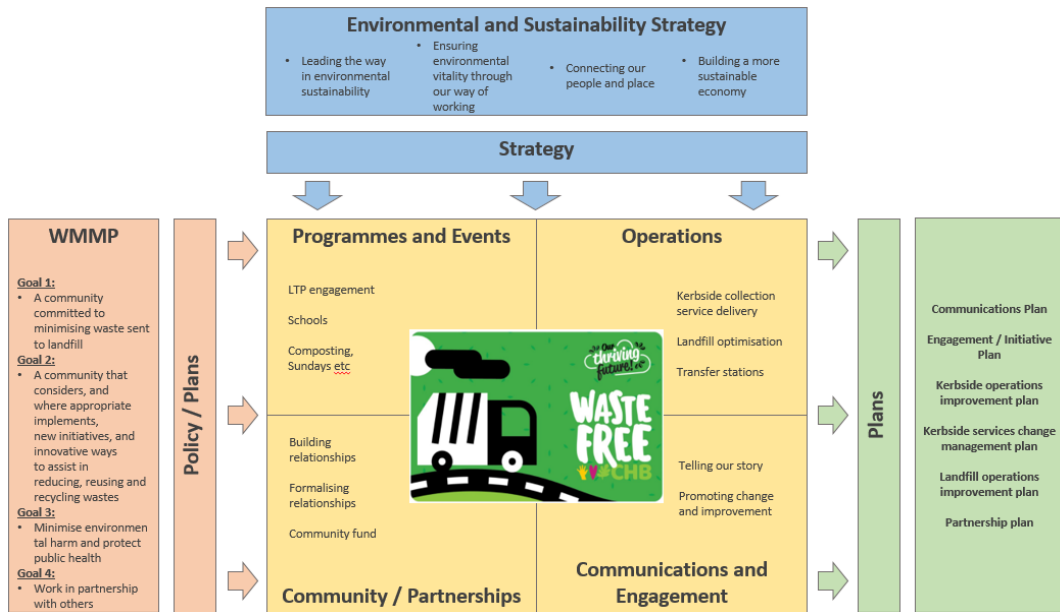 Environmental and Sustainability Strategy
• Leading the way
in environmental
sustainability
• Ensuring
environmental
vitality through
our way of
working
• Connecting our
people and place
• Building a more
sustainable
economy
Strategy
WMMP
Goal 1:
• A community
committed to
minimising waste sent
to landfill
Goal 2:
• A community that
considers, and
where appropriate
implements,
new initiatives, and
innovative ways
to assist in
reducing, reusing and
recycling wastes
Goal 3:
• Minimise environmen
tal harm and protect
public health
Goal 4:
• Work in partnership
with others
Policy / Plans
Programmes and Events
LTP engagement
Schools
Composting,
Sundays etc
Operations
Kerbside collection
service delivery
Landfill optimisation
Transfer stations
Our
thriving
future!
WASTE
FREE
#CHB
Building
relationships
Formalising
relationships
Community fund
Community / Partnerships
Telling our story
Promoting change
and improvement
Communications and
Engagement
Plans
Communications Plan
Engagement / Initiative
Plan
Kerbside operations
improvement plan
Kerbside services change
management plan
Landfill operations
improvement plan
Partnership plan